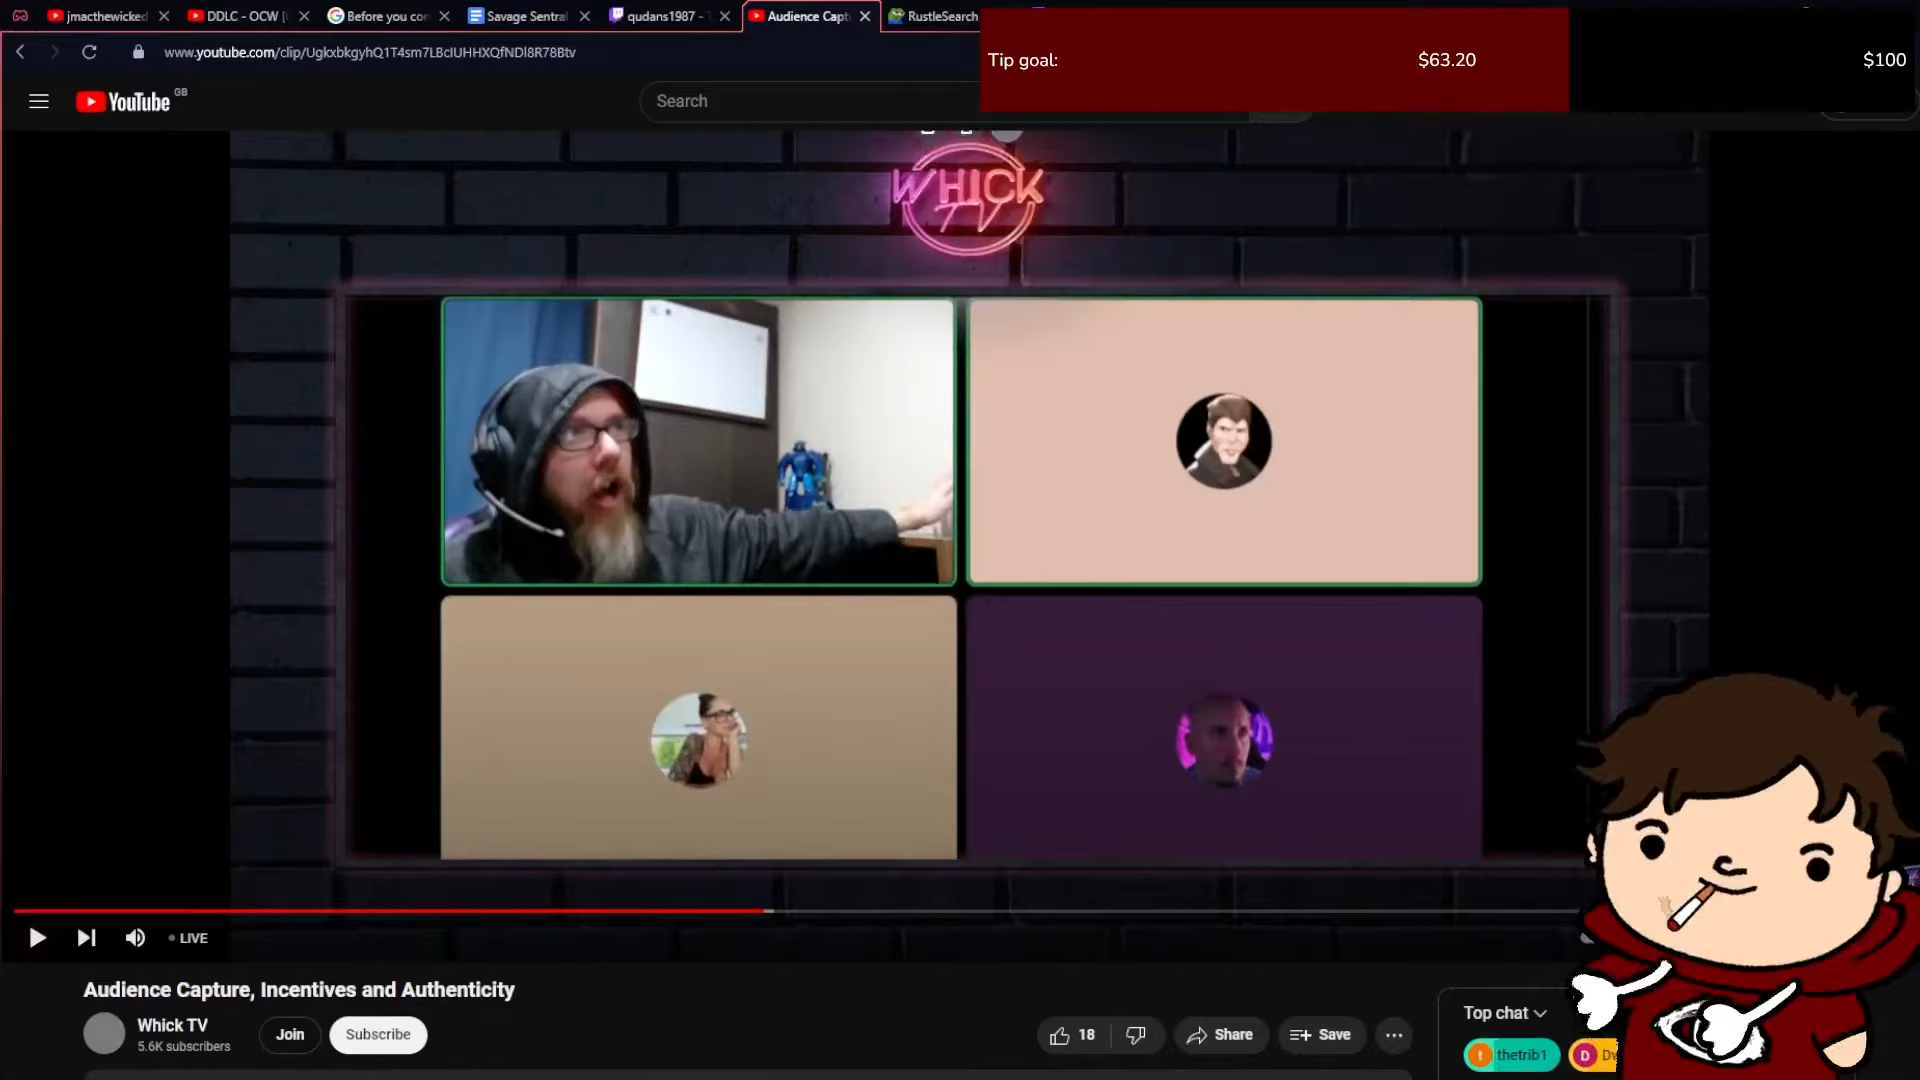 jmacthewicked
DDLC - OCW
Before you con
Savage Sentral
qudans1987 -
Audience Capt
RustleSearch
www.youtube.com/clip/UgkxbkgyhQ1T4sm7LBcIUHHXQfNDl8R78Btv
Tip goal:
$63.20
$100
YouTube GB
Search
WHICK
TV
LIVE
Audience Capture, Incentives and Authenticity
Whick TV
5.6K subscribers
Join
Subscribe
18
Share
Save
Top chat
t thetrib1
D